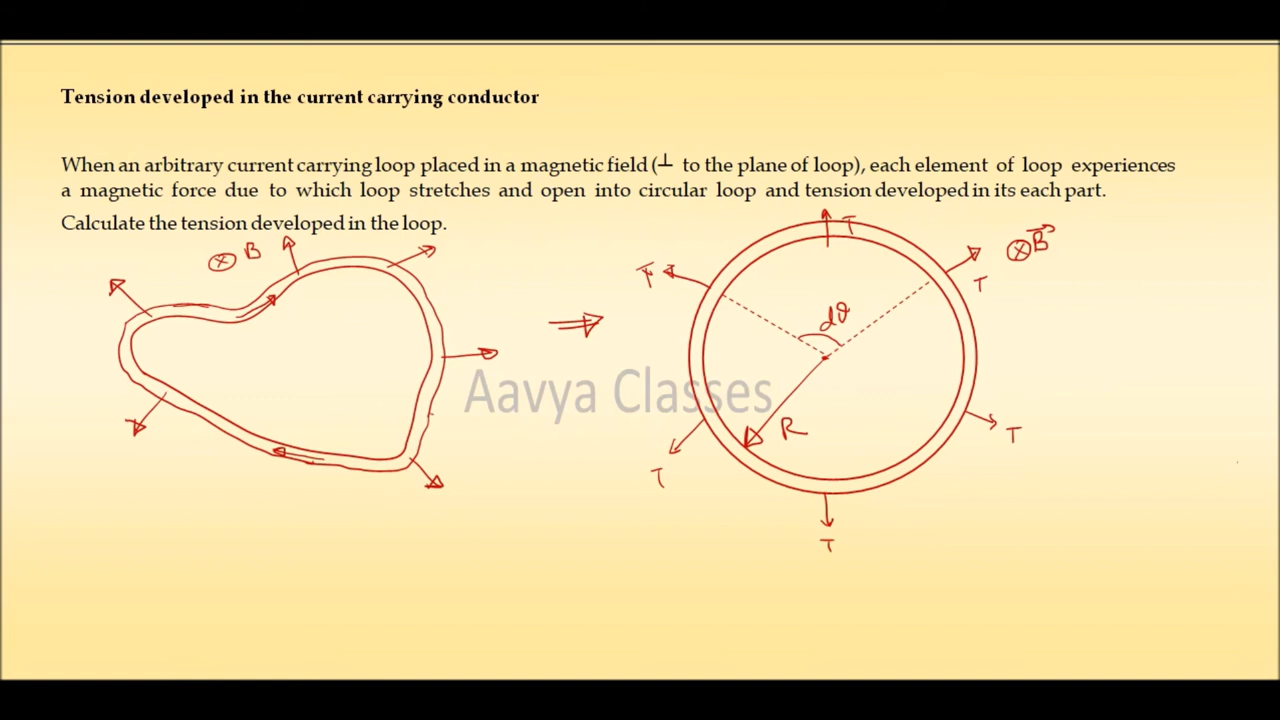 Tension developed in the current carrying conductor
When an arbitrary current carrying loop placed in a magnetic field (⊥ to the plane of loop), each element of loop experiences
a magnetic force due to which loop stretches and open into circular loop and tension developed in its each part.
Calculate the tension developed in the loop.
⊗ B
T
⊗ B⃗
T
T
dθ
Aavya Classes
R
T
T
T